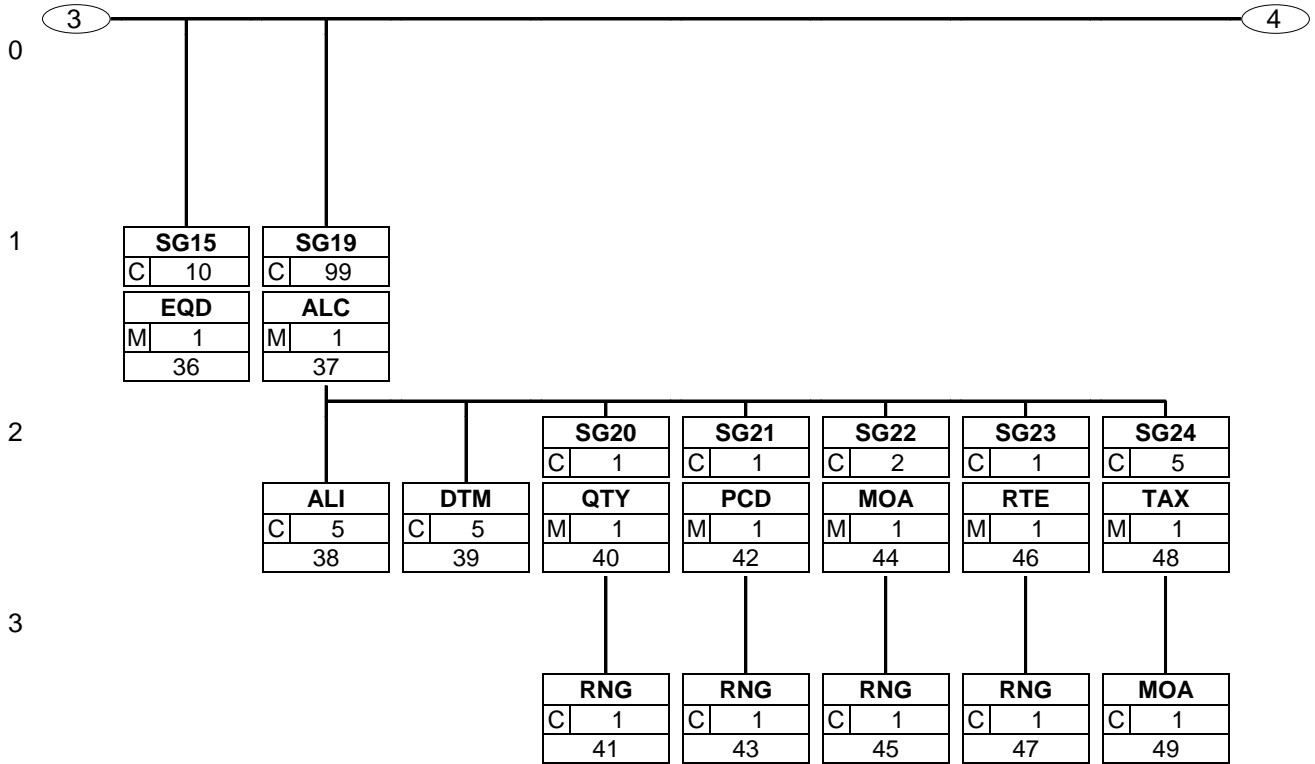 3 4
0
1
SG15 SG19
C 10 C 99
EQD ALC
M 1 M 1
36 37
2
SG20 SG21 SG22 SG23 SG24
C 1 C 1 C 2 C 1 C 5
ALI DTM QTY PCD MOA RTE TAX
C 5 C 5 M 1 M 1 M 1 M 1 M 1
38 39 40 42 44 46 48
3
RNG RNG RNG RNG MOA
C 1 C 1 C 1 C 1 C 1
41 43 45 47 49